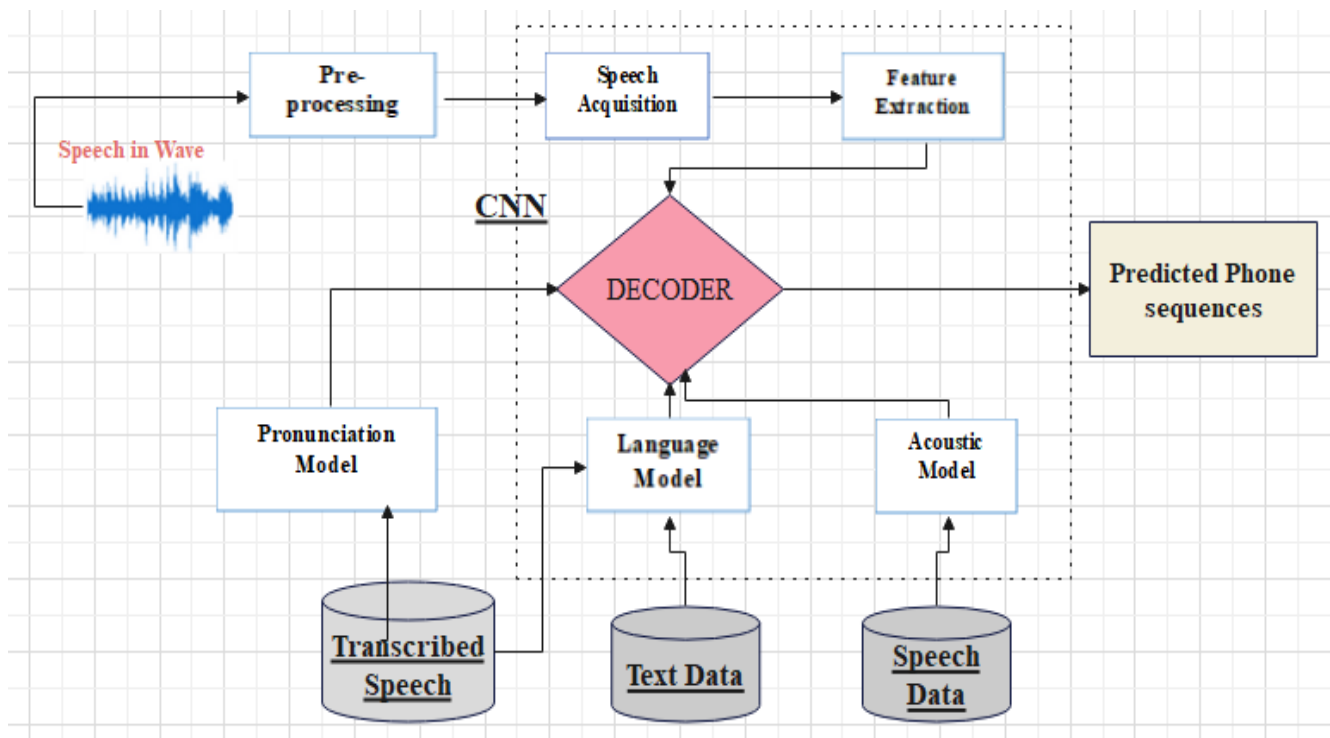 Pre-
processing
Speech
Acquisition
Feature
Extraction
Speech in Wave
CNN
DECODER
Predicted Phone
sequences
Pronunciation
Model
Language
Model
Acoustic
Model
Transcribed
Speech
Text Data
Speech
Data